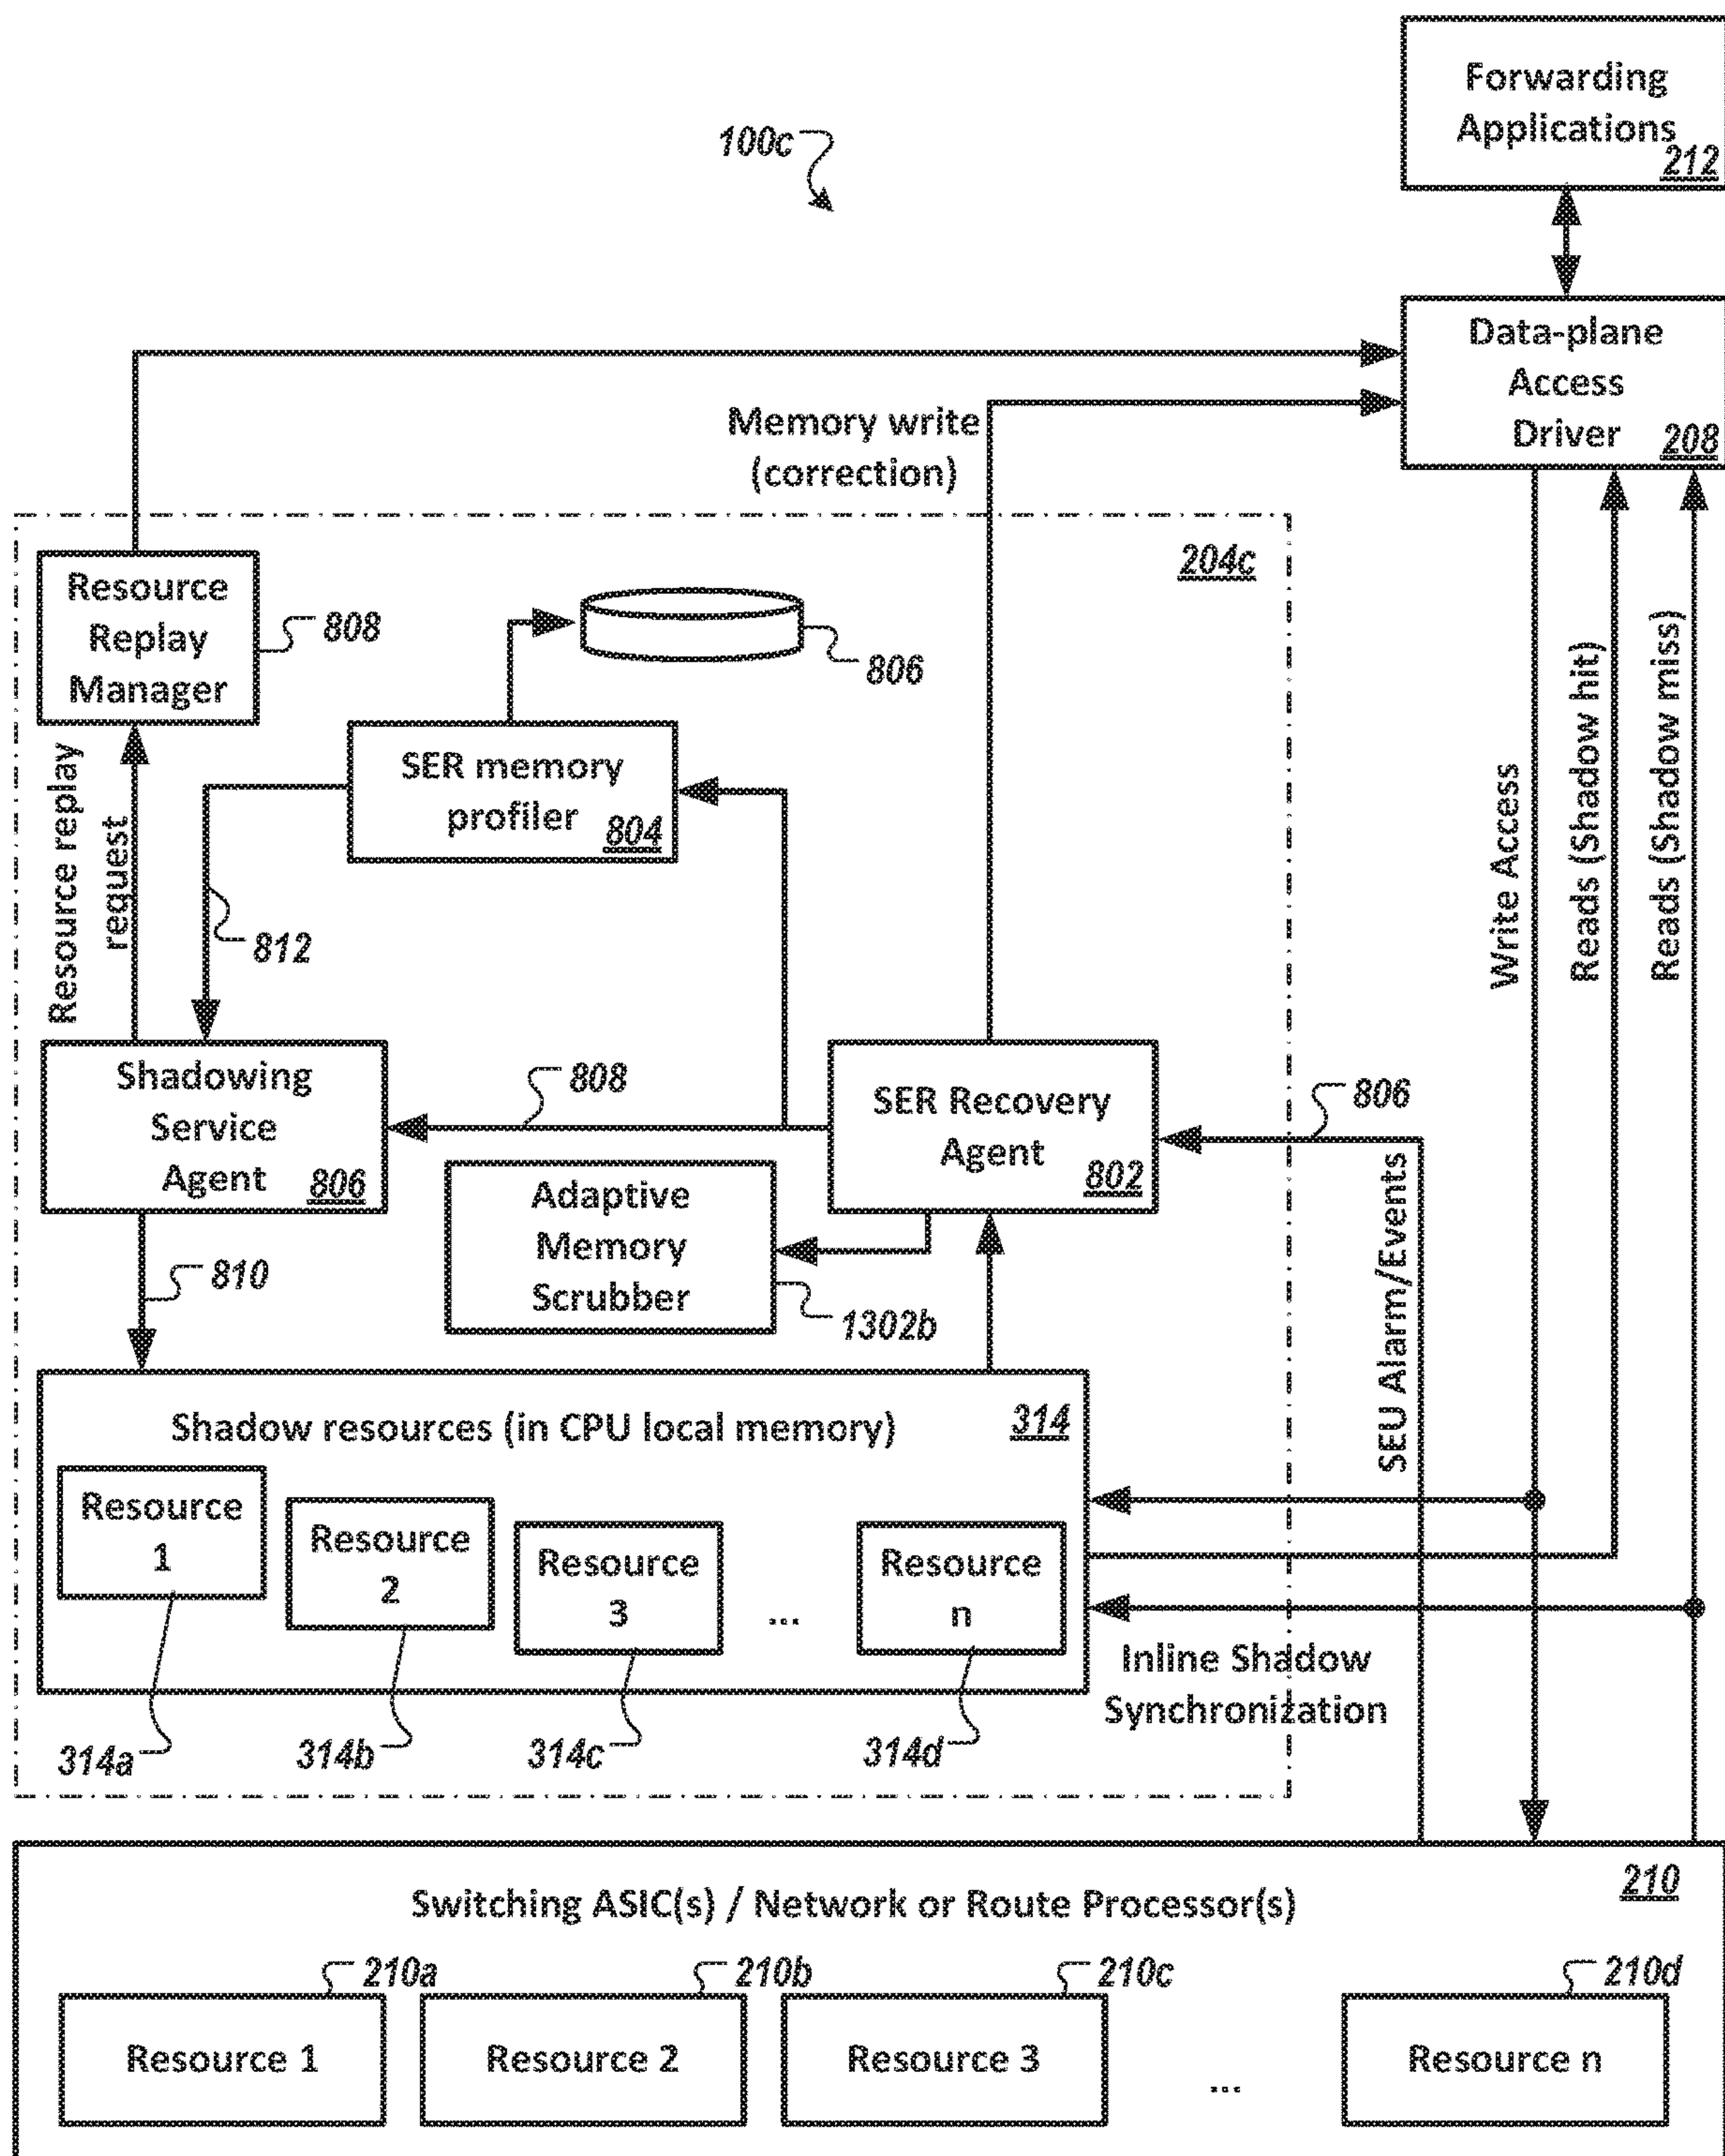 Forwarding
Applications
212
100c
Data-plane
Access
Driver
208
Memory write
(correction)
204c
Resource
Replay
Manager
808
806
SER memory
profiler
804
Resource replay
request
812
Write Access
Reads (Shadow hit)
Reads (Shadow miss)
Shadowing
Service
Agent
806
808
SER Recovery
Agent
802
806
Adaptive
Memory
Scrubber
1302b
810
SEU Alarm/Events
Shadow resources (in CPU local memory)
314
Resource
1
Resource
2
Resource
3
...
Resource
n
Inline Shadow
Synchronization
314a
314b
314c
314d
210
Switching ASIC(s) / Network or Route Processor(s)
210a
210b
210c
210d
Resource 1
Resource 2
Resource 3
...
Resource n